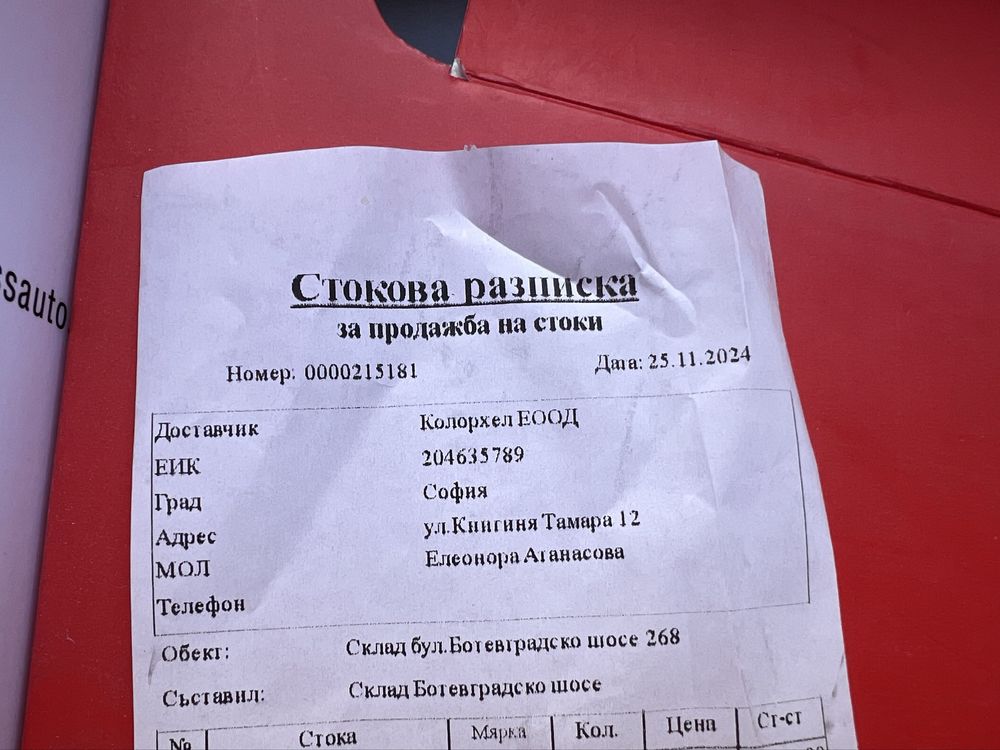 ssauto
Стокова разписка
за продажба на стоки
Номер: 0000215181 Дата: 25.11.2024
Доставчик Колорхел ЕООД
ЕИК 204635789
Град София
Адрес ул.Книгиня Тамара 12
МОЛ Елеонора Атанасова
Телефон
Обект: Склад бул.Ботевградско шосе 268
Съставил: Склад Ботевградско шосе
№ Стока Мярка Кол. Цена Ст-ст